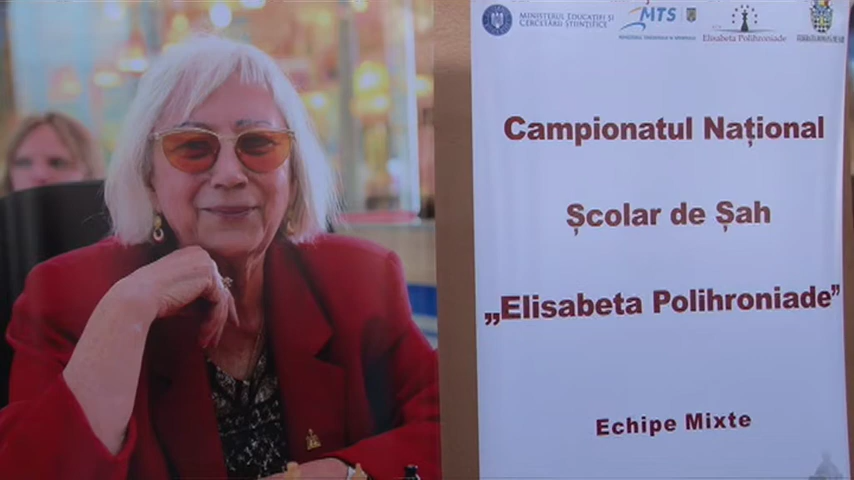 MINISTERUL EDUCAȚIEI ȘI
CERCETĂRII ȘTIINȚIFICE
MTS
Elisabeta Polihroniade
Campionatul Național
Școlar de Șah
„Elisabeta Polihroniade”
Echipe Mixte